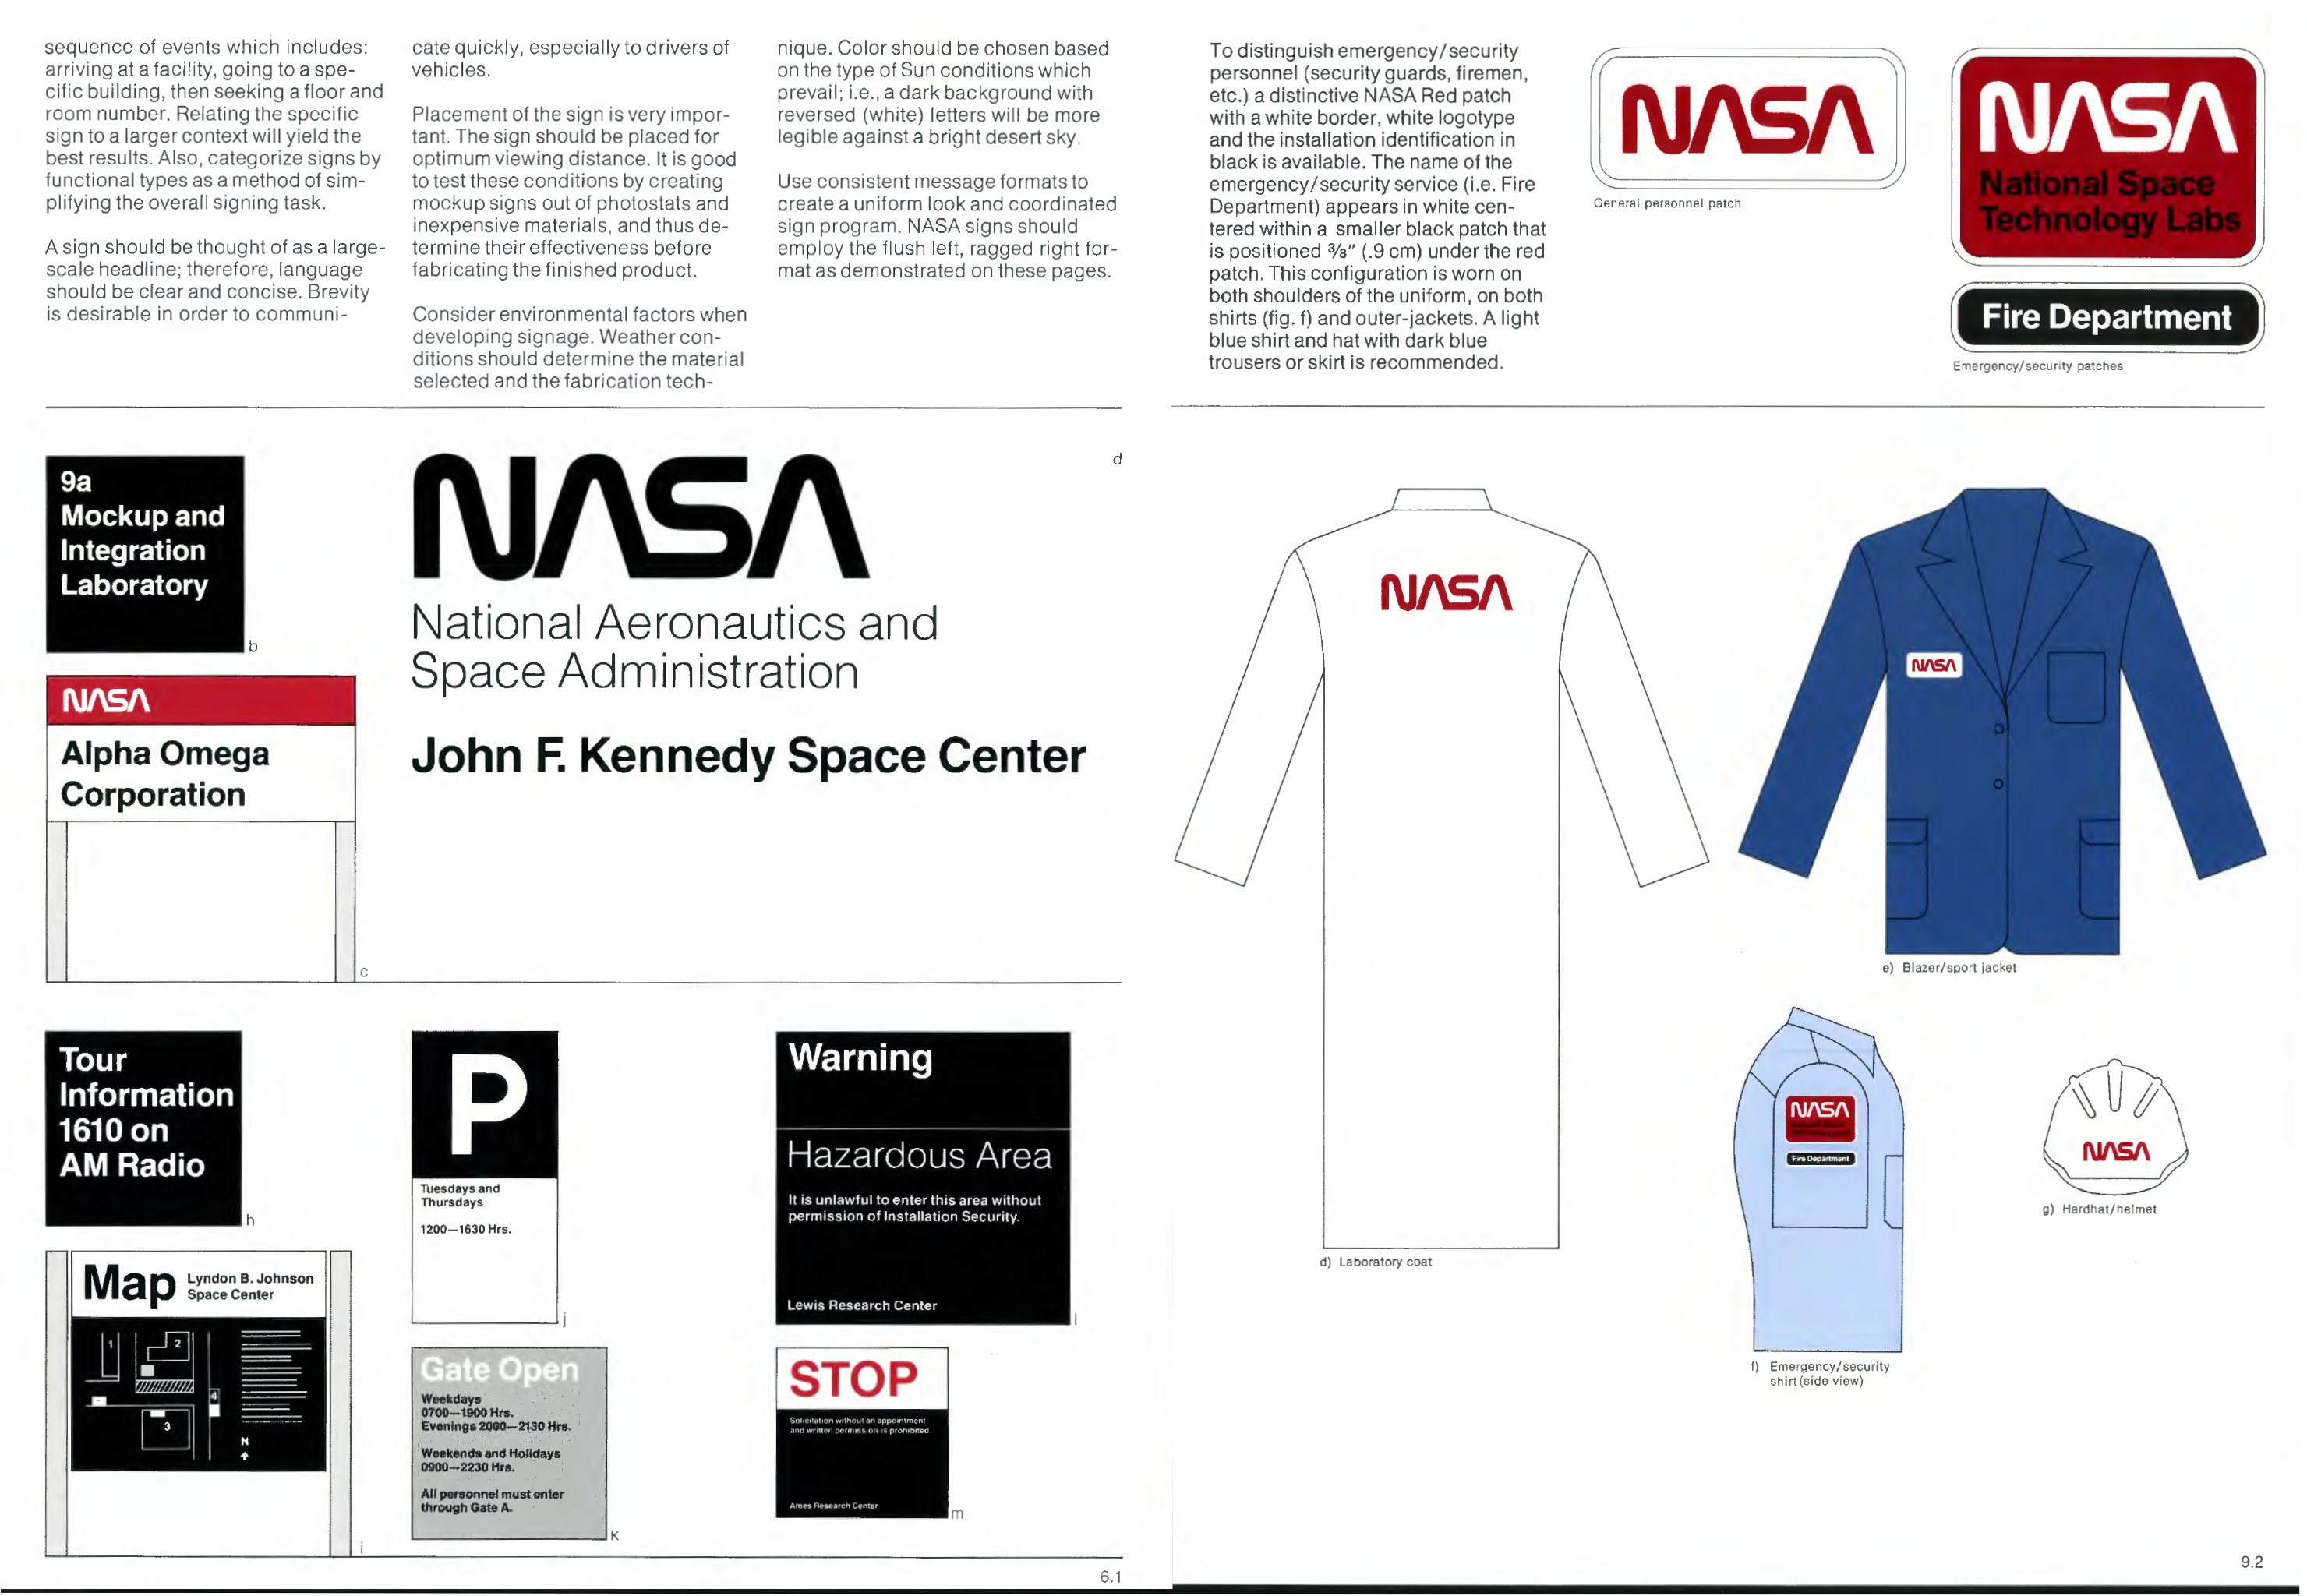 sequence of events which includes:
arriving at a facility, going to a spe-
cific building, then seeking a floor and
room number. Relating the specific
sign to a larger context will yield the
best results. Also, categorize signs by
functional types as a method of sim-
plifying the overall signing task.
A sign should be thought of as a large-
scale headline; therefore, language
should be clear and concise. Brevity
is desirable in order to communi-
cate quickly, especially to drivers of
vehicles.
Placement of the sign is very impor-
tant. The sign should be placed for
optimum viewing distance. It is good
to test these conditions by creating
mockup signs out of photostats and
inexpensive materials, and thus de-
termine their effectiveness before
fabricating the finished product.
Consider environmental factors when
developing signage. Weather con-
ditions should determine the material
selected and the fabrication tech-
nique. Color should be chosen based
on the type of Sun conditions which
prevail; i.e., a dark background with
reversed (white) letters will be more
legible against a bright desert sky.
Use consistent message formats to
create a uniform look and coordinated
sign program. NASA signs should
employ the flush left, ragged right for-
mat as demonstrated on these pages.
9a
Mockup and
Integration
Laboratory
b
NASA
Alpha Omega
Corporation
c
NASA
National Aeronautics and
Space Administration
John F. Kennedy Space Center
d
Tour
Information
1610 on
AM Radio
h
Map
Lyndon B. Johnson
Space Center
1
2
3
4
N
i
P
Tuesdays and
Thursdays
1200—1630 Hrs.
j
Gate Open
Weekdays
0700—1900 Hrs.
Evenings 2000—2130 Hrs.
Weekends and Holidays
0900—2230 Hrs.
All personnel must enter
through Gate A.
K
Warning
Hazardous Area
It is unlawful to enter this area without
permission of Installation Security.
Lewis Research Center
l
STOP
Solicitation without an appointment
and written permission is prohibited.
Ames Research Center
m
6.1
To distinguish emergency/security
personnel (security guards, firemen,
etc.) a distinctive NASA Red patch
with a white border, white logotype
and the installation identification in
black is available. The name of the
emergency/security service (i.e. Fire
Department) appears in white cen-
tered within a smaller black patch that
is positioned ⅜″ (.9 cm) under the red
patch. This configuration is worn on
both shoulders of the uniform, on both
shirts (fig. f) and outer-jackets. A light
blue shirt and hat with dark blue
trousers or skirt is recommended.
NASA
General personnel patch
NASA
National Space
Technology Labs
Fire Department
Emergency/security patches
NASA
d) Laboratory coat
NASA
e) Blazer/sport jacket
NASA
Fire Department
f) Emergency/security
shirt (side view)
NASA
g) Hardhat/helmet
9.2